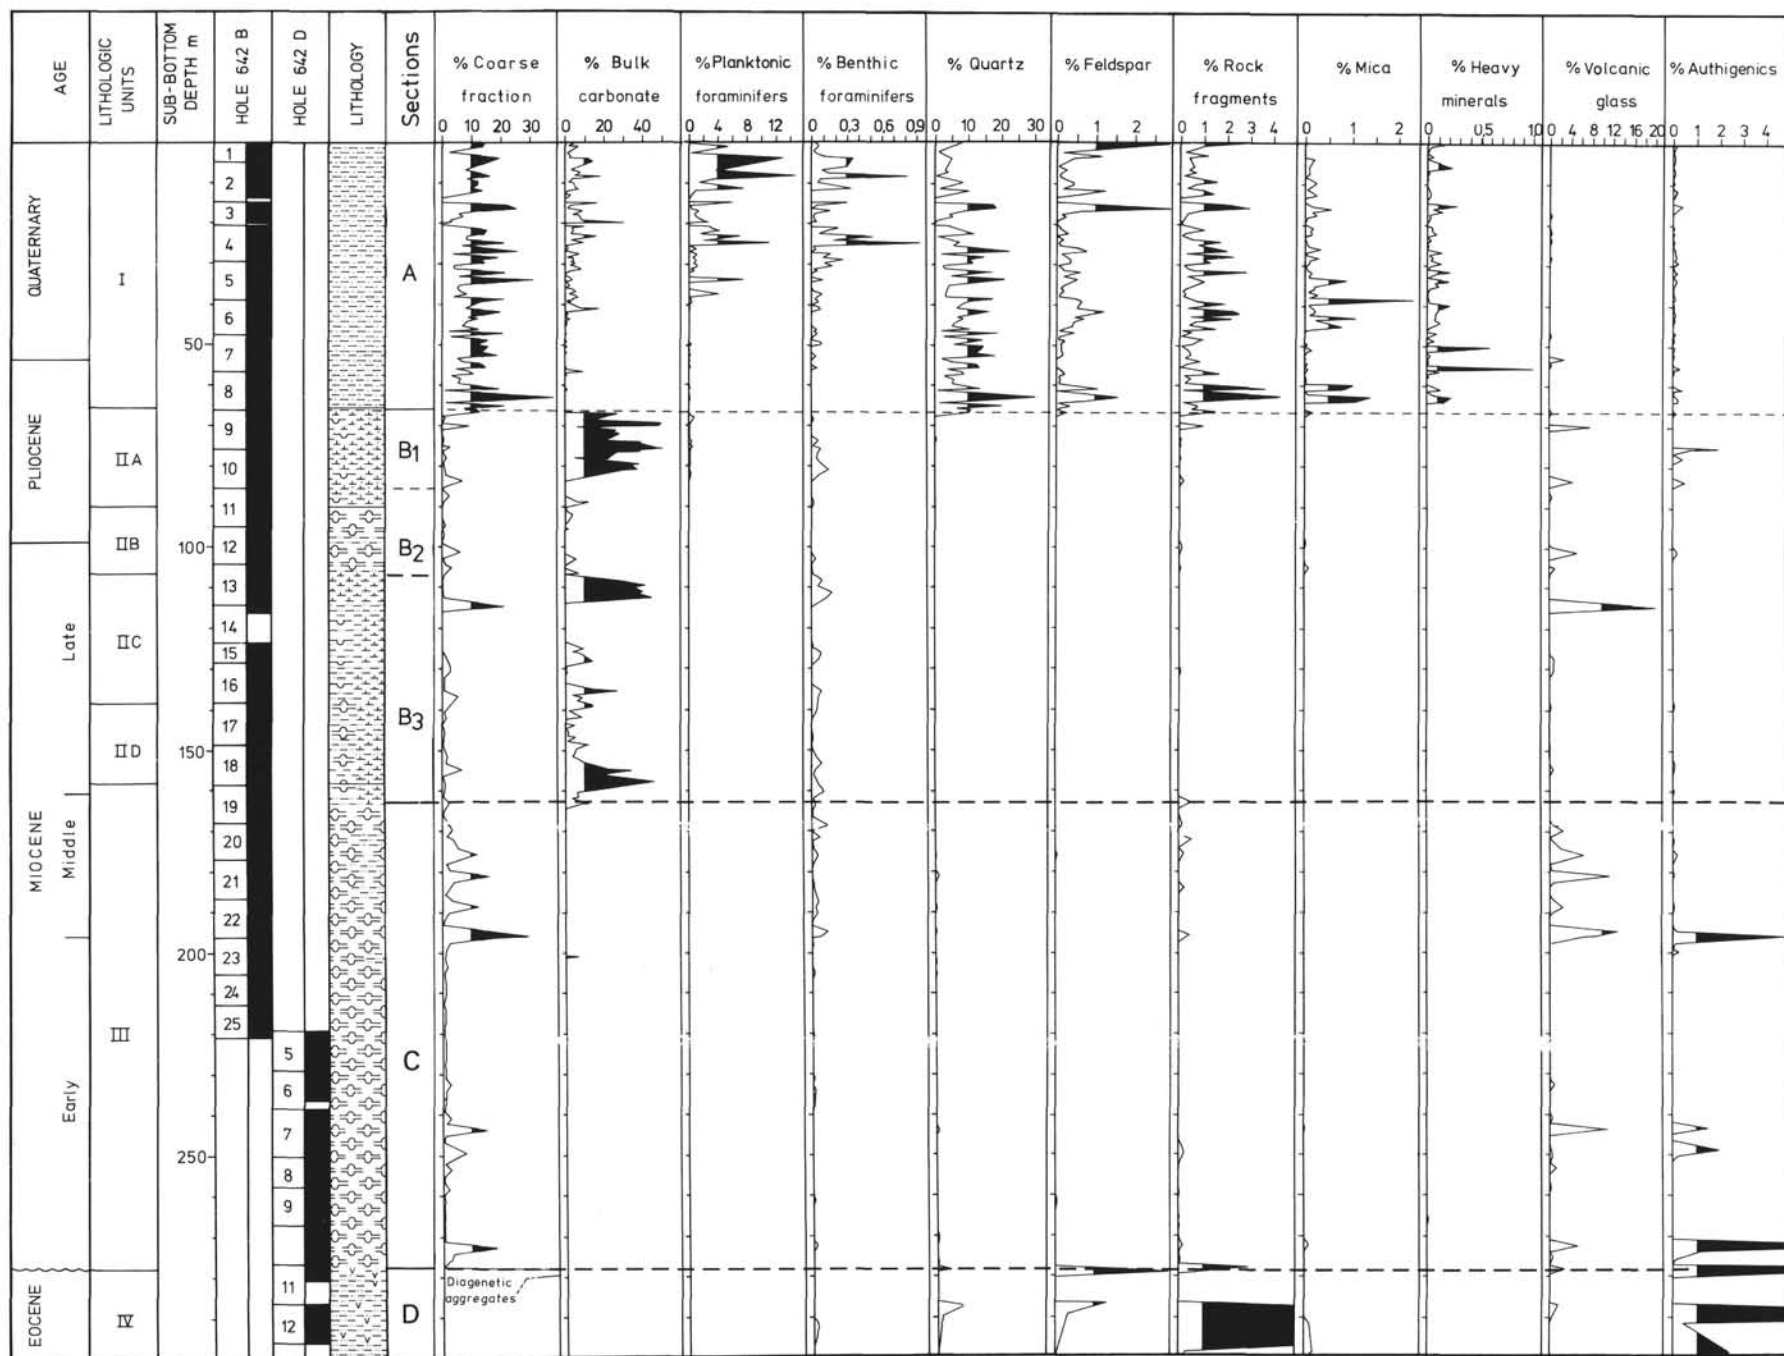 AGE
LITHOLOGIC
UNITS
SUB-BOTTOM
DEPTH m
HOLE 642 B
HOLE 642 D
LITHOLOGY
Sections
% Coarse
fraction
0 10 20 30
% Bulk
carbonate
0 20 40
% Planktonic
foraminifers
0 4 8 12
% Benthic
foraminifers
0 0,3 0,6 0,9
% Quartz
0 10 20 30
% Feldspar
0 1 2
% Rock
fragments
0 1 2 3 4
% Mica
0 1 2
% Heavy
minerals
0 0,5 10
% Volcanic
glass
0 4 8 12 16 20
% Authigenics
0 1 2 3 4
QUATERNARY
PLIOCENE
MIOCENE
Late
Middle
Early
EOCENE
I
II A
II B
II C
II D
III
IV
50
100
150
200
250
1
2
3
4
5
6
7
8
9
10
11
12
13
14
15
16
17
18
19
20
21
22
23
24
25
5
6
7
8
9
11
12
A
B1
B2
B3
C
D
Diagenetic
aggregates